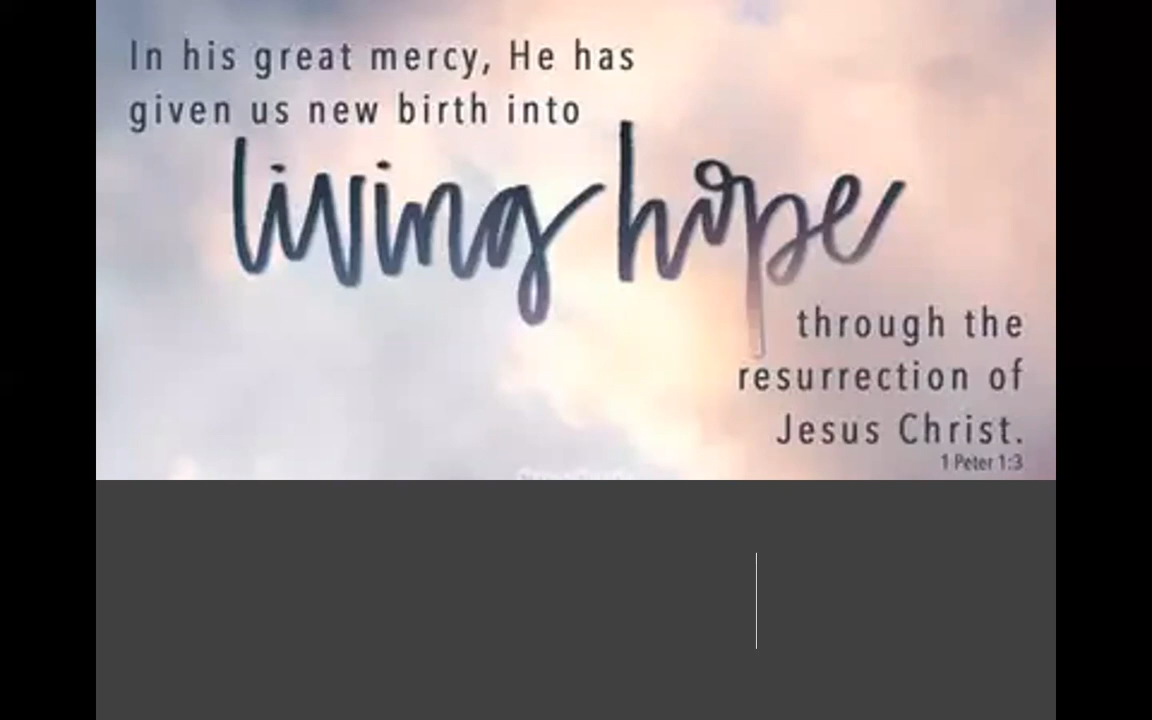 In his great mercy, He has
given us new birth into
living hope
through the
resurrection of
Jesus Christ.
1 Peter 1:3